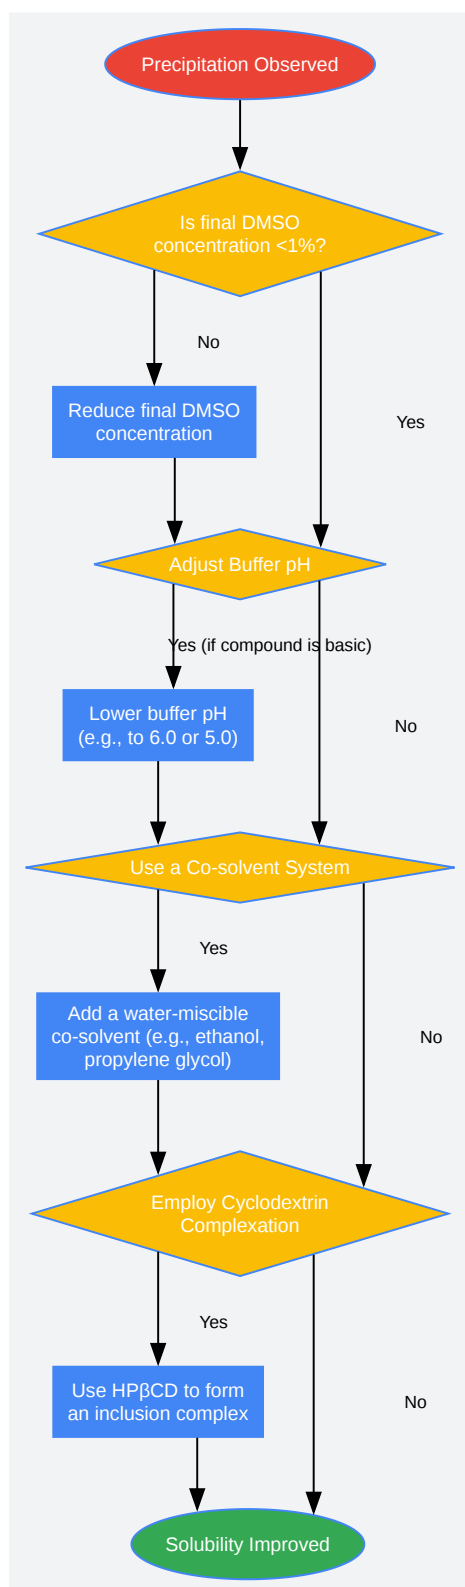 Precipitation Observed
Is final DMSO
concentration <1%?
No
Reduce final DMSO
concentration
Yes
Adjust Buffer pH
Yes (if compound is basic)
Lower buffer pH
(e.g., to 6.0 or 5.0)
No
Use a Co-solvent System
Yes
Add a water-miscible
co-solvent (e.g., ethanol,
propylene glycol)
No
Employ Cyclodextrin
Complexation
Yes
Use HPβCD to form
an inclusion complex
No
Solubility Improved